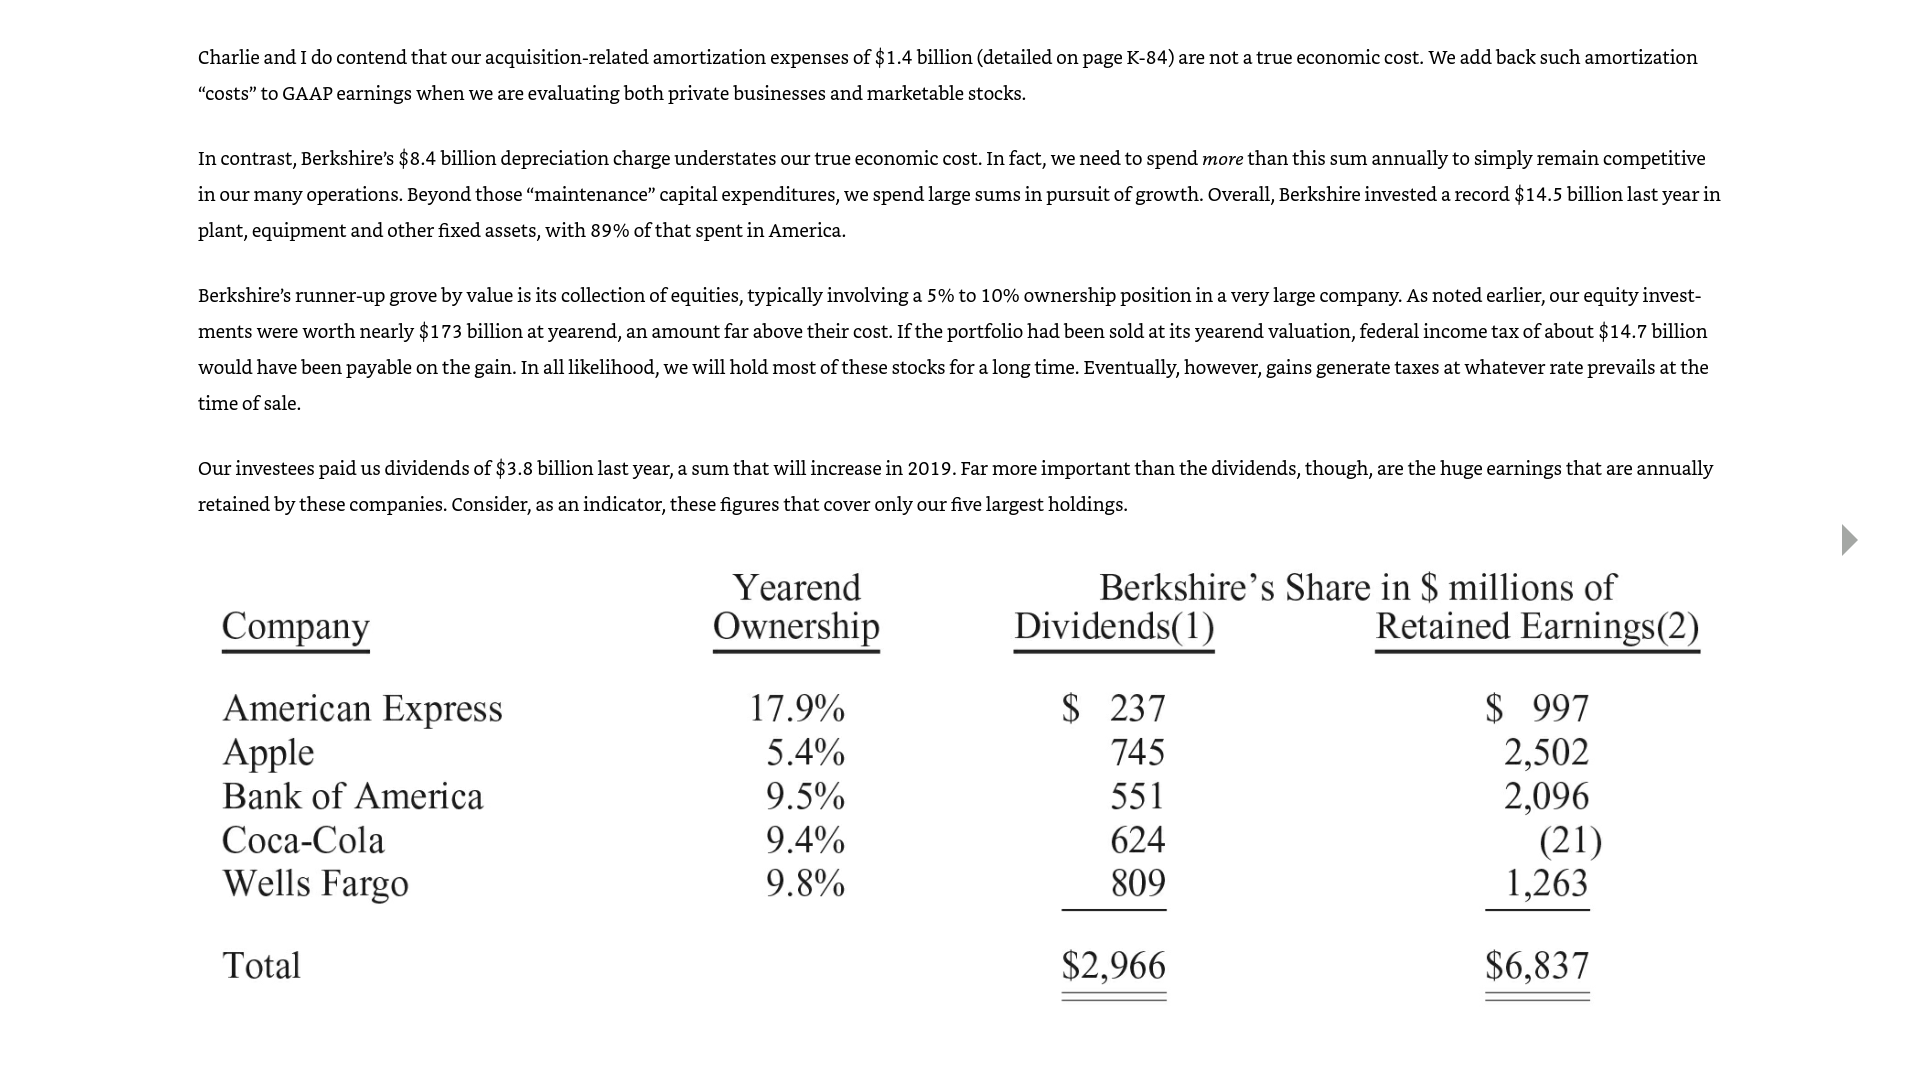 Charlie and I do contend that our acquisition-related amortization expenses of $1.4 billion (detailed on page K-84) are not a true economic cost. We add back such amortization
“costs” to GAAP earnings when we are evaluating both private businesses and marketable stocks.
In contrast, Berkshire’s $8.4 billion depreciation charge understates our true economic cost. In fact, we need to spend more than this sum annually to simply remain competitive
in our many operations. Beyond those “maintenance” capital expenditures, we spend large sums in pursuit of growth. Overall, Berkshire invested a record $14.5 billion last year in
plant, equipment and other fixed assets, with 89% of that spent in America.
Berkshire’s runner-up grove by value is its collection of equities, typically involving a 5% to 10% ownership position in a very large company. As noted earlier, our equity invest-
ments were worth nearly $173 billion at yearend, an amount far above their cost. If the portfolio had been sold at its yearend valuation, federal income tax of about $14.7 billion
would have been payable on the gain. In all likelihood, we will hold most of these stocks for a long time. Eventually, however, gains generate taxes at whatever rate prevails at the
time of sale.
Our investees paid us dividends of $3.8 billion last year, a sum that will increase in 2019. Far more important than the dividends, though, are the huge earnings that are annually
retained by these companies. Consider, as an indicator, these figures that cover only our five largest holdings.
Yearend Berkshire’s Share in $ millions of
Company Ownership Dividends(1) Retained Earnings(2)
American Express 17.9% $ 237 $ 997
Apple 5.4% 745 2,502
Bank of America 9.5% 551 2,096
Coca-Cola 9.4% 624 (21)
Wells Fargo 9.8% 809 1,263
Total $2,966 $6,837